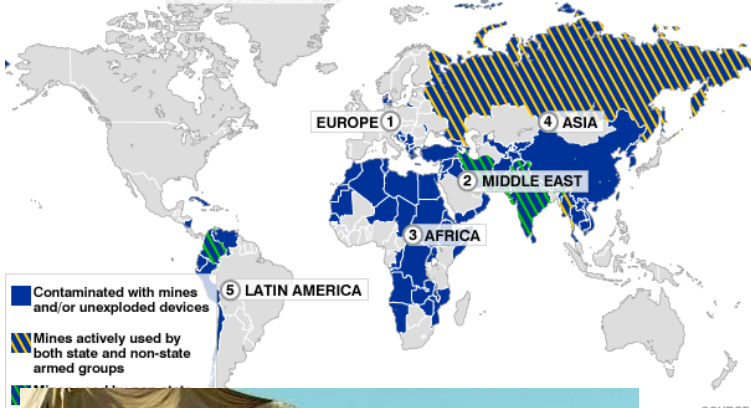 EUROPE 1
4 ASIA
2 MIDDLE EAST
3 AFRICA
5 LATIN AMERICA
Contaminated with mines
and/or unexploded devices
Mines actively used by
both state and non-state
armed groups